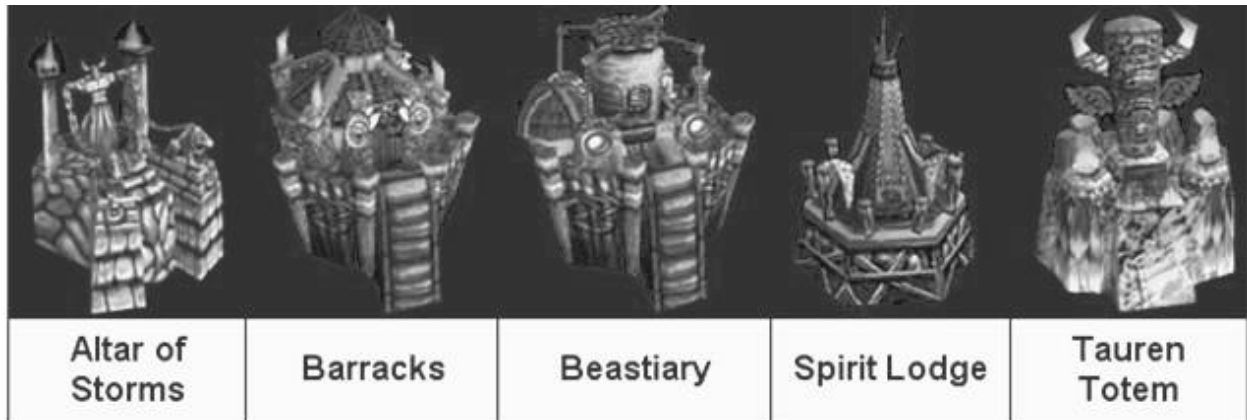 Altar of
Storms
Barracks
Beastiary
Spirit Lodge
Tauren
Totem